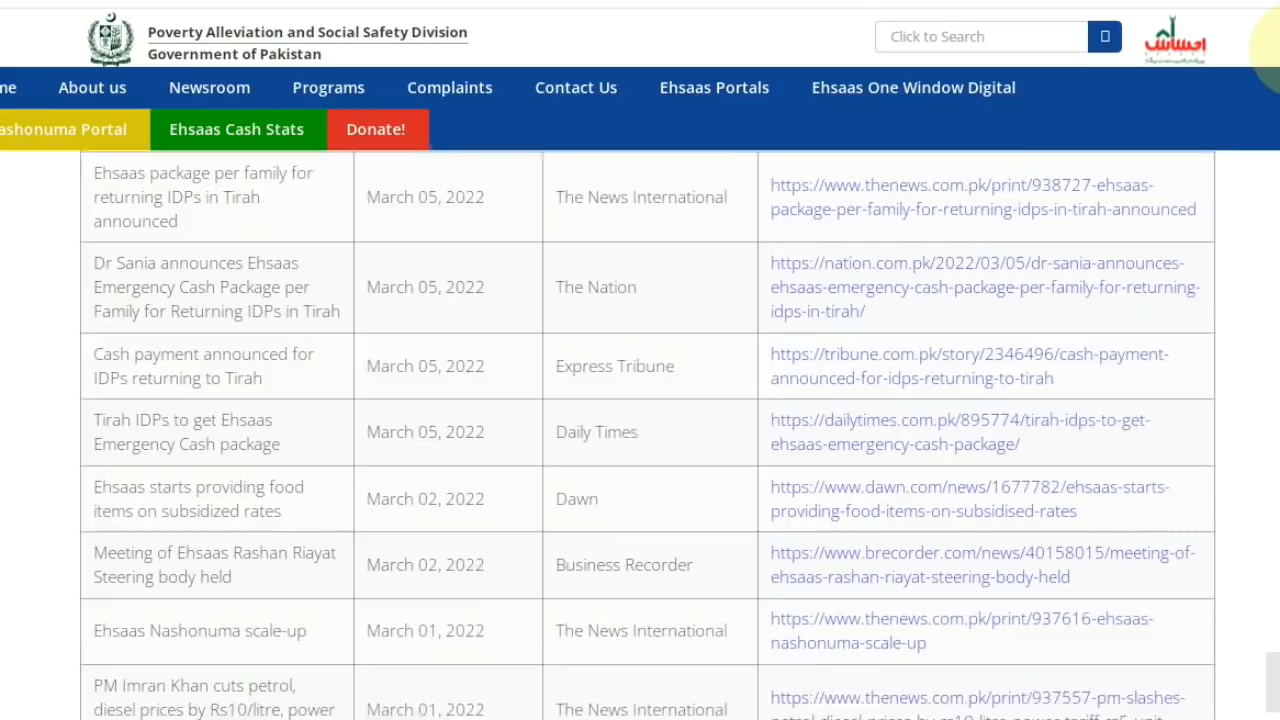 Poverty Alleviation and Social Safety Division
Government of Pakistan
Click to Search
احساس
me
About us
Newsroom
Programs
Complaints
Contact Us
Ehsaas Portals
Ehsaas One Window Digital
ashonuma Portal
Ehsaas Cash Stats
Donate!
Ehsaas package per family for
returning IDPs in Tirah
announced
March 05, 2022
The News International
https://www.thenews.com.pk/print/938727-ehsaas-
package-per-family-for-returning-idps-in-tirah-announced
Dr Sania announces Ehsaas
Emergency Cash Package per
Family for Returning IDPs in Tirah
March 05, 2022
The Nation
https://nation.com.pk/2022/03/05/dr-sania-announces-
ehsaas-emergency-cash-package-per-family-for-returning-
idps-in-tirah/
Cash payment announced for
IDPs returning to Tirah
March 05, 2022
Express Tribune
https://tribune.com.pk/story/2346496/cash-payment-
announced-for-idps-returning-to-tirah
Tirah IDPs to get Ehsaas
Emergency Cash package
March 05, 2022
Daily Times
https://dailytimes.com.pk/895774/tirah-idps-to-get-
ehsaas-emergency-cash-package/
Ehsaas starts providing food
items on subsidized rates
March 02, 2022
Dawn
https://www.dawn.com/news/1677782/ehsaas-starts-
providing-food-items-on-subsidised-rates
Meeting of Ehsaas Rashan Riayat
Steering body held
March 02, 2022
Business Recorder
https://www.brecorder.com/news/40158015/meeting-of-
ehsaas-rashan-riayat-steering-body-held
Ehsaas Nashonuma scale-up
March 01, 2022
The News International
https://www.thenews.com.pk/print/937616-ehsaas-
nashonuma-scale-up
PM Imran Khan cuts petrol,
diesel prices by Rs10/litre, power
March 01, 2022
The News International
https://www.thenews.com.pk/print/937557-pm-slashes-
petrol-diesel-prices-by-rs10-litre-power-tariff-rs5-unit